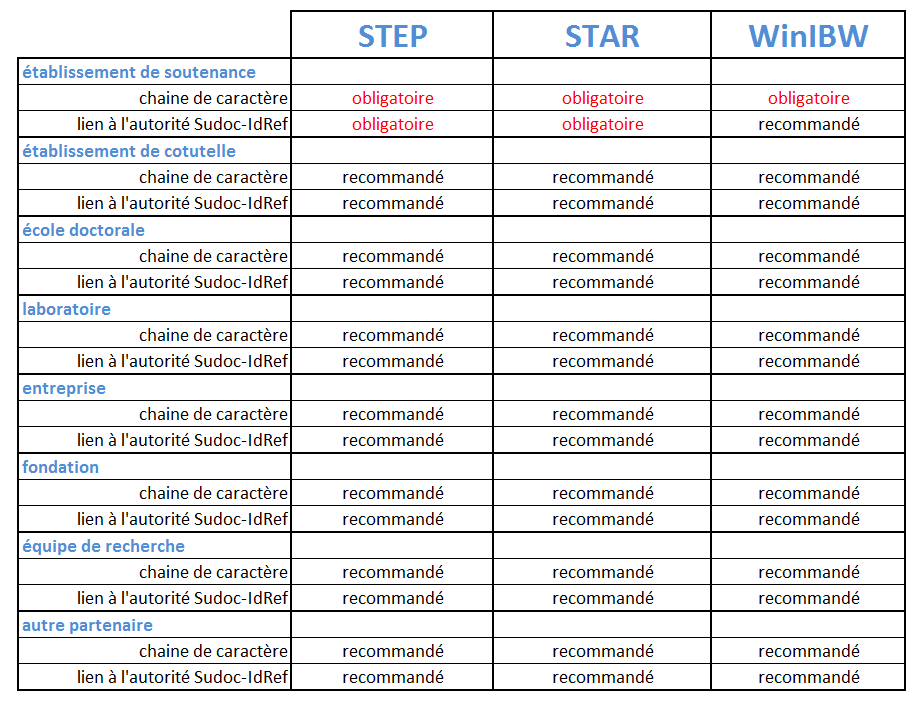 STEP STAR WinIBW
établissement de soutenance
chaine de caractère obligatoire obligatoire obligatoire
lien à l'autorité Sudoc-IdRef obligatoire obligatoire recommandé
établissement de cotutelle
chaine de caractère recommandé recommandé recommandé
lien à l'autorité Sudoc-IdRef recommandé recommandé recommandé
école doctorale
chaine de caractère recommandé recommandé recommandé
lien à l'autorité Sudoc-IdRef recommandé recommandé recommandé
laboratoire
chaine de caractère recommandé recommandé recommandé
lien à l'autorité Sudoc-IdRef recommandé recommandé recommandé
entreprise
chaine de caractère recommandé recommandé recommandé
lien à l'autorité Sudoc-IdRef recommandé recommandé recommandé
fondation
chaine de caractère recommandé recommandé recommandé
lien à l'autorité Sudoc-IdRef recommandé recommandé recommandé
équipe de recherche
chaine de caractère recommandé recommandé recommandé
lien à l'autorité Sudoc-IdRef recommandé recommandé recommandé
autre partenaire
chaine de caractère recommandé recommandé recommandé
lien à l'autorité Sudoc-IdRef recommandé recommandé recommandé